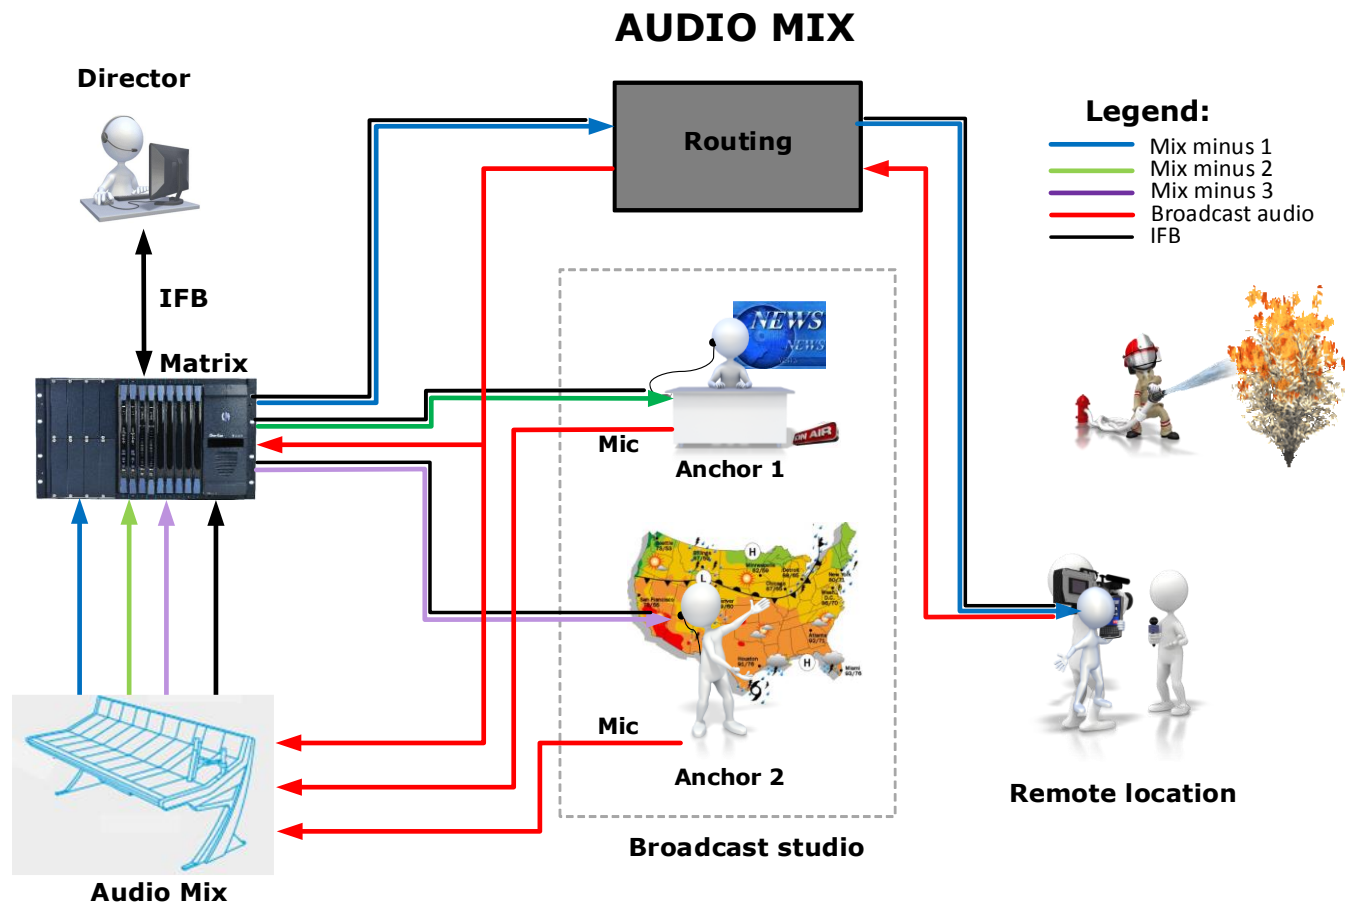 AUDIO MIX
Director
Routing
Legend:
Mix minus 1
Mix minus 2
Mix minus 3
Broadcast audio
IFB
IFB
Matrix
NEWS
NEWS
ON AIR
Mic
Anchor 1
H
L
H
Mic
Anchor 2
Remote location
Broadcast studio
Audio Mix